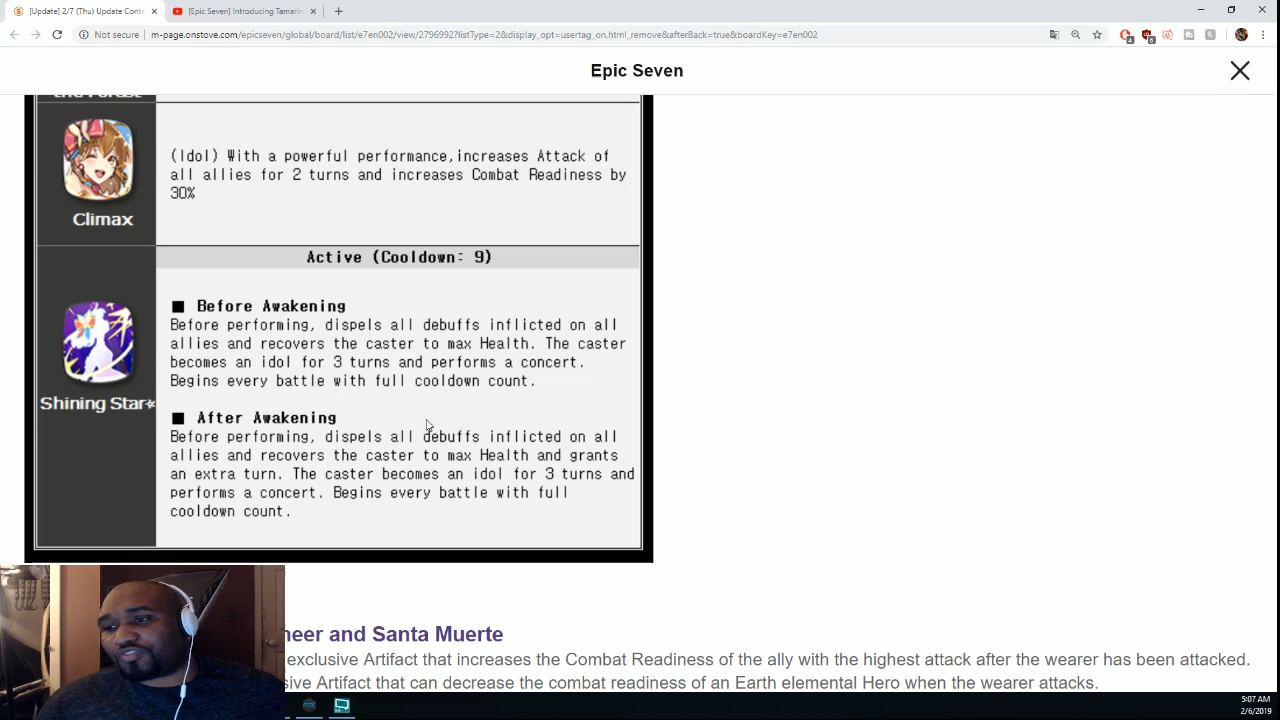 [Update] 2/7 (Thu) Update Conte
[Epic Seven] Introducing Tamarin
Not secure | m-page.onstove.com/epicseven/global/board/list/e7en002/view/2796992?listType=2&display_opt=usertag_on,html_remove&afterBack=true&boardKey=e7en002
Epic Seven
the Forest
(Idol) With a powerful performance,increases Attack of
all allies for 2 turns and increases Combat Readiness by
30%
Climax
Active (Cooldown: 9)
■ Before Awakening
Before performing, dispels all debuffs inflicted on all
allies and recovers the caster to max Health. The caster
becomes an idol for 3 turns and performs a concert.
Begins every battle with full cooldown count.
Shining Star★
■ After Awakening
Before performing, dispels all debuffs inflicted on all
allies and recovers the caster to max Health and grants
an extra turn. The caster becomes an idol for 3 turns and
performs a concert. Begins every battle with full
cooldown count.
neer and Santa Muerte
exclusive Artifact that increases the Combat Readiness of the ally with the highest attack after the wearer has been attacked.
sive Artifact that can decrease the combat readiness of an Earth elemental Hero when the wearer attacks.
5:07 AM
2/6/2019